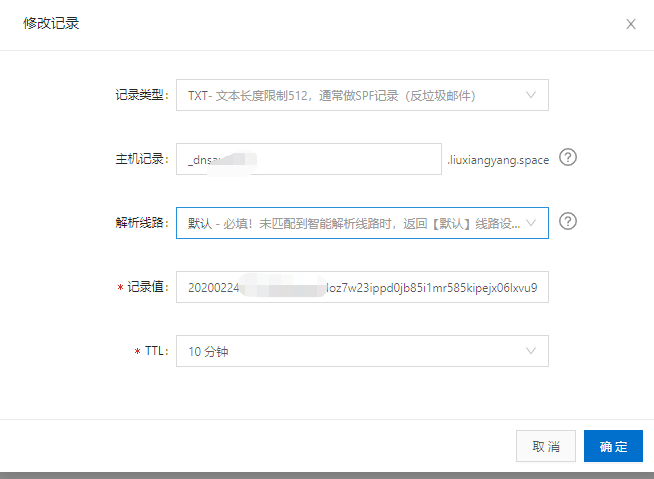 修改记录
记录类型: TXT- 文本长度限制512，通常做SPF记录（反垃圾邮件）
主机记录: _dnsa .liuxiangyang.space ?
解析线路: 默认 - 必填！未匹配到智能解析线路时，返回【默认】线路设... ?
* 记录值: 20200224 loz7w23ippd0jb85i1mr585kipejx06lxvu9
* TTL: 10 分钟
取消 确定